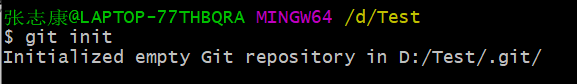 张志康@LAPTOP-77THBQRA MINGW64 /d/Test
$ git init
Initialized empty Git repository in D:/Test/.git/